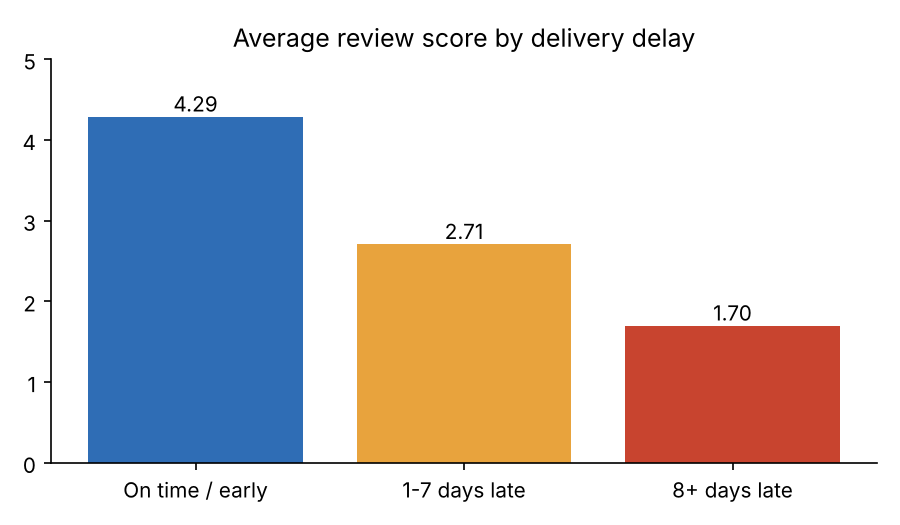 Average review score by delivery delay
5
4
3
2
1
0
4.29
2.71
1.70
On time / early
1-7 days late
8+ days late